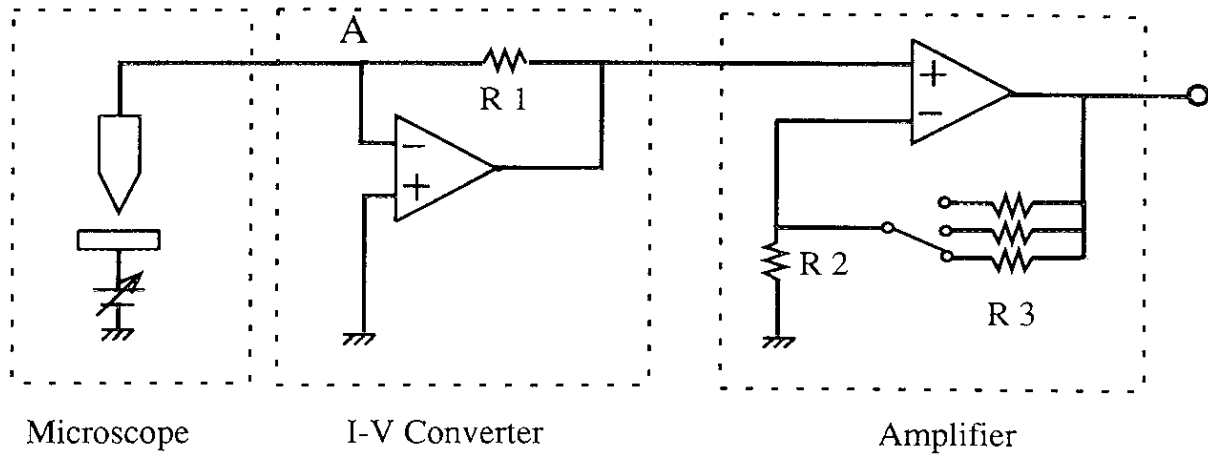 A
R 1
R 2
R 3
Microscope
I-V Converter
Amplifier